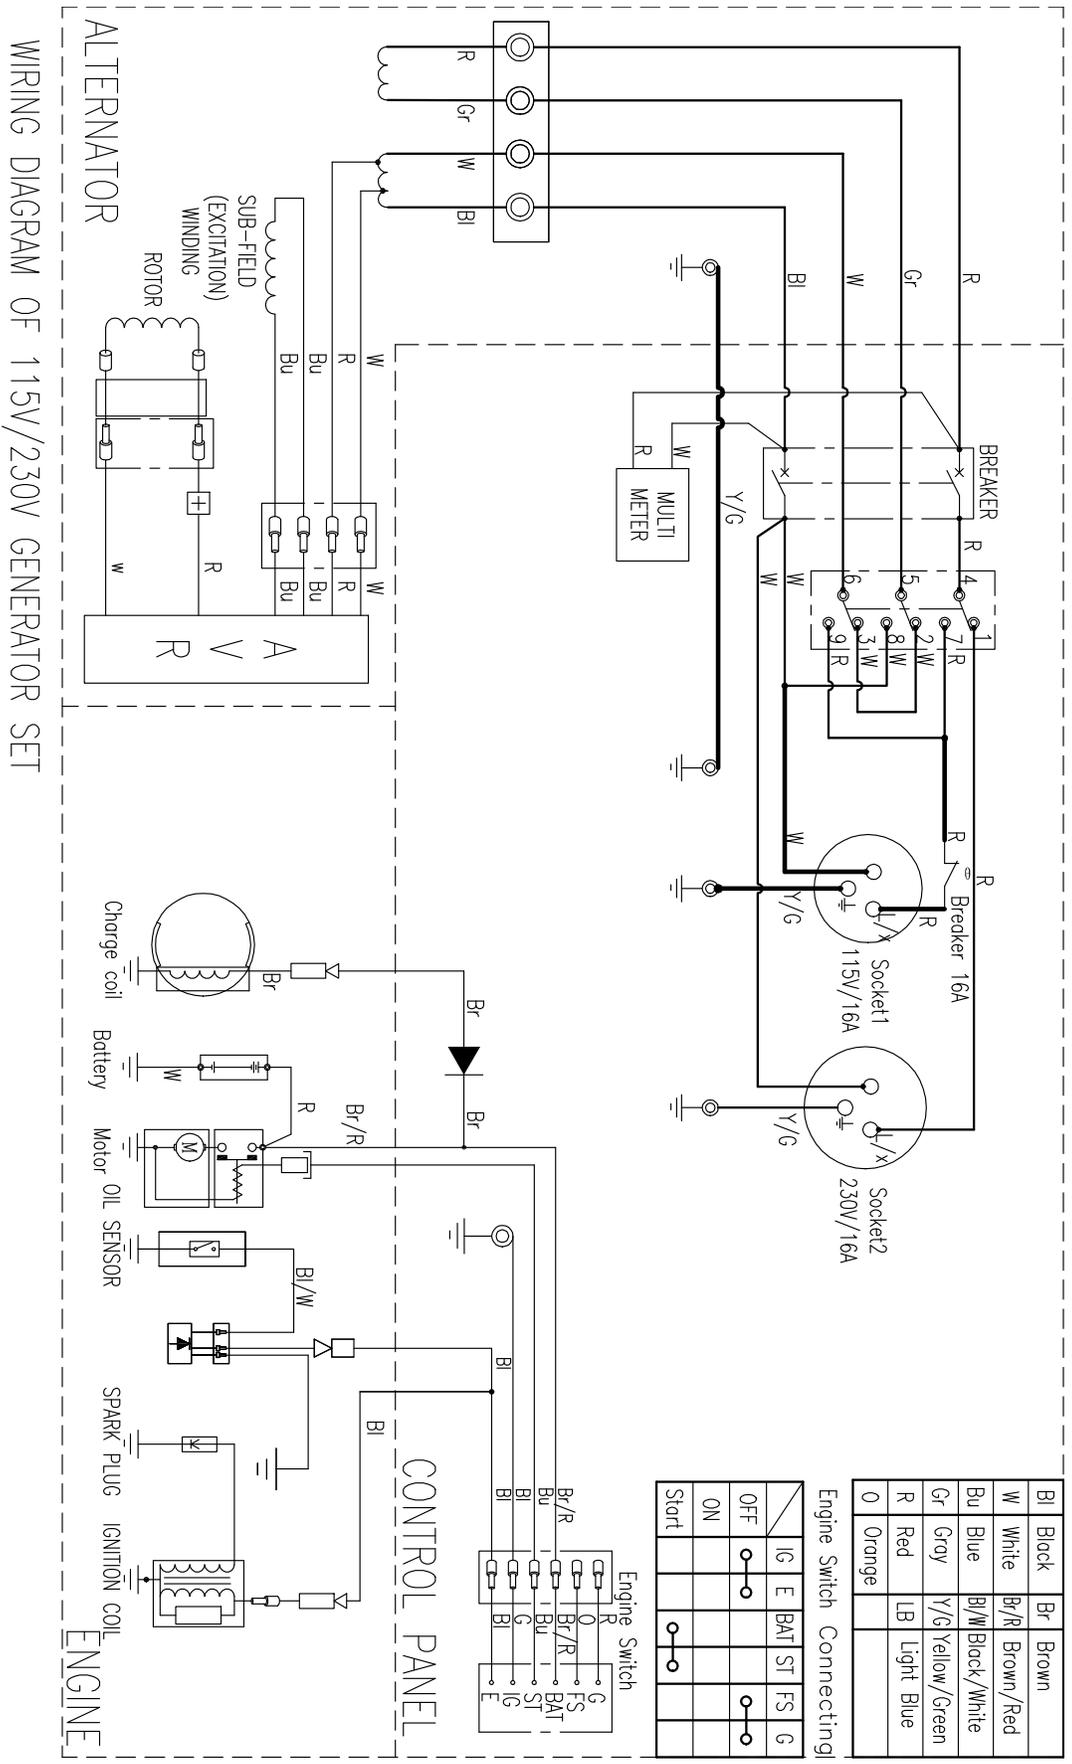 WIRING DIAGRAM OF 115V/230V GENERATOR SET
ALTERNATOR
R
Gr
W
Bl
R
Gr
W
Bl
SUB-FIELD
(EXCITATION)
WINDING
ROTOR
W
R
Bu
Bu
W
R
Bu
Bu
R
w
+
A V R
BREAKER
R
MULTI
METER
R
W
Y/G
W
W
4
5
6
1
7
2
8
3
9
R
W
W
W
R
R
R
Breaker 16A
R
W
Y/G
L/x
Socket1
115V/16A
L/x
Y/G
Socket2
230V/16A
Bl Black Br Brown
W White Br/R Brown/Red
Bu Blue Bl/W Black/White
Gr Gray Y/G Yellow/Green
R Red LB Light Blue
O Orange
Engine Switch Connecting
IG E BAT ST FS G
OFF
ON
Start
Engine Switch
R
O
Br/R
Bu
G
Bl
G
FS
BAT
ST
IG
E
Br/R
Bu
Bl
Bl
CONTROL PANEL
Br
Br
Br
Br/R
R
W
Bl
Bl
Bl/W
M
Charge coil
Battery
Motor
OIL SENSOR
SPARK PLUG
IGNITION COIL
ENGINE